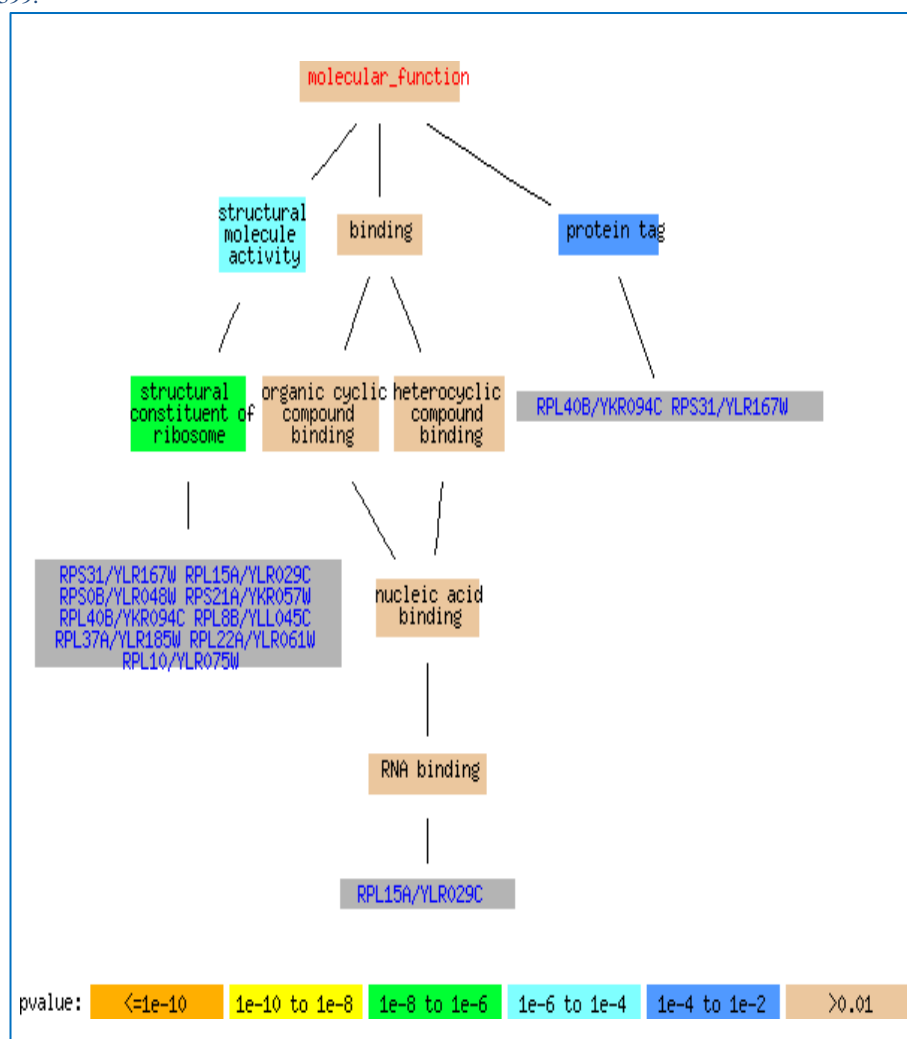 399.
molecular_function
structural
molecule
activity
binding
protein tag
structural
constituent of
ribosome
organic cyclic
compound
binding
heterocyclic
compound
binding
RPL40B/YKR094C RPS31/YLR167W
RPS31/YLR167W RPL15A/YLR029C
RPS0B/YLR048W RPS21A/YKR057W
RPL40B/YKR094C RPL8B/YLL045C
RPL37A/YLR185W RPL22A/YLR061W
RPL10/YLR075W
nucleic acid
binding
RNA binding
RPL15A/YLR029C
pvalue: <=1e-10 1e-10 to 1e-8 1e-8 to 1e-6 1e-6 to 1e-4 1e-4 to 1e-2 >0.01